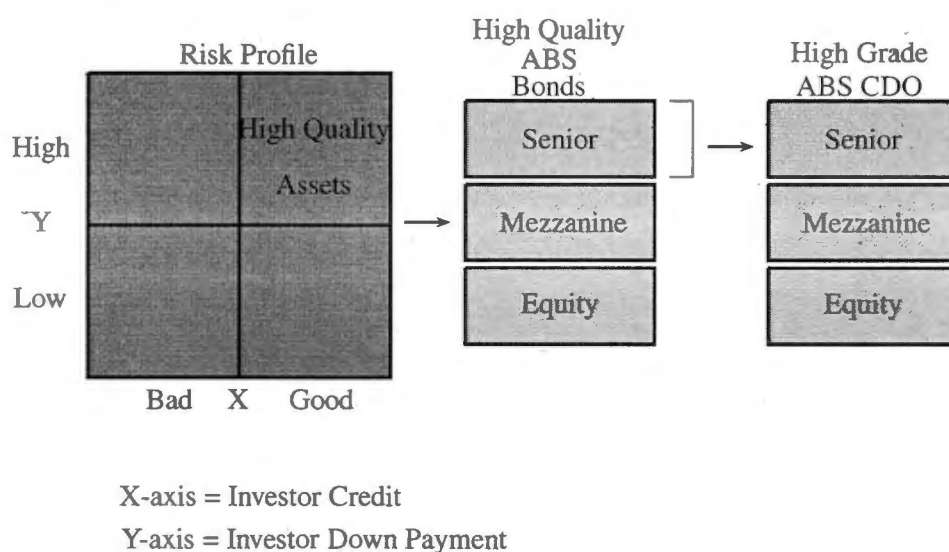 Risk Profile
High Quality
ABS
Bonds
High Grade
ABS CDO
High
Y
Low
High Quality
Assets
Senior
Mezzanine
Equity
Senior
Mezzanine
Equity
Bad X Good
X-axis = Investor Credit
Y-axis = Investor Down Payment